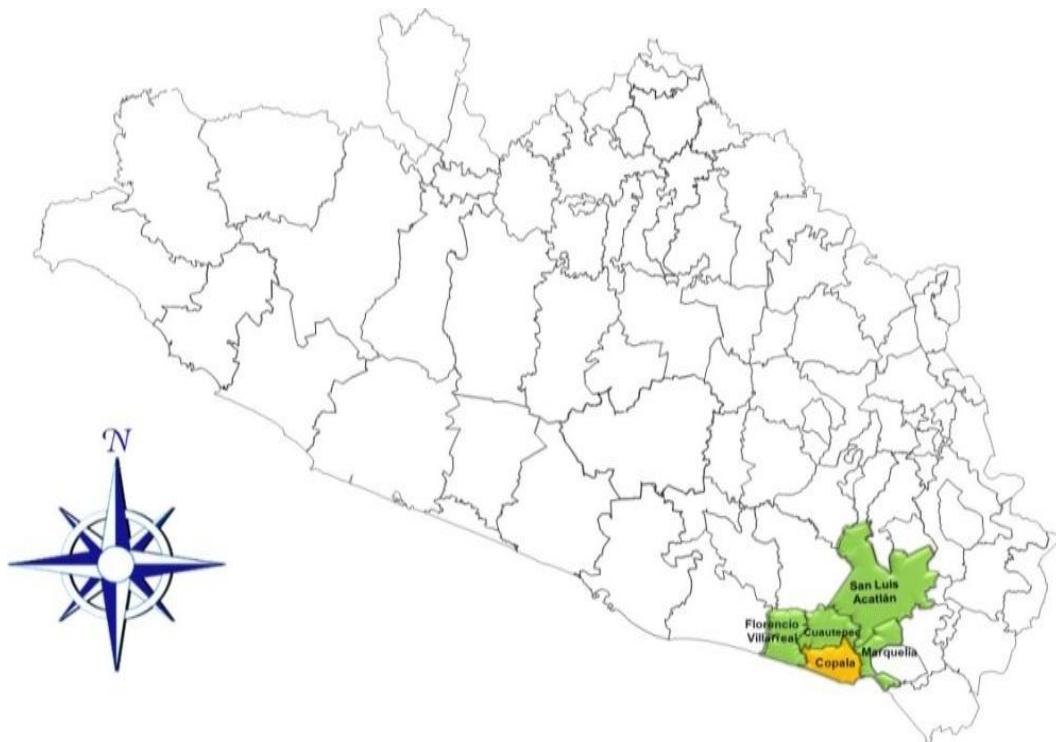 N
San Luis
Acatlán
Florencio
Villarreal
Cuautepec
Marquelia
Copala